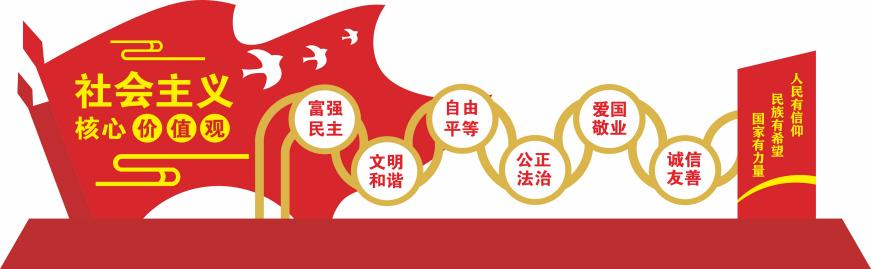 社会主义
核心价值观
富强
民主
文明
和谐
自由
平等
公正
法治
爱国
敬业
诚信
友善
人民有信仰
民族有希望
国家有力量